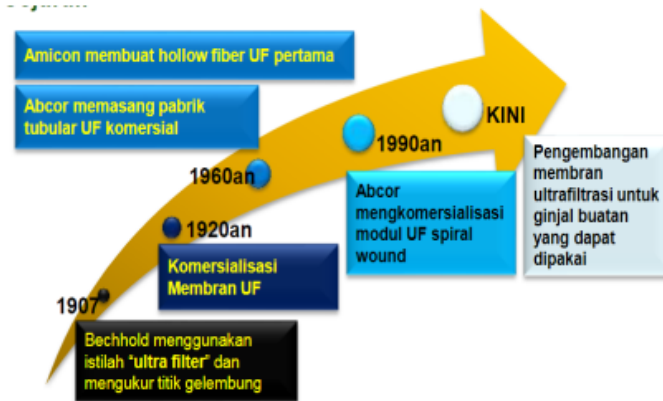 Amicon membuat hollow fiber UF pertama
Abcor memasang pabrik
tubular UF komersial
KINI
1990an
1960an
1920an
1907
Pengembangan
membran
ultrafiltrasi untuk
ginjal buatan
yang dapat
dipakai
Abcor
mengkomersialisasi
modul UF spiral
wound
Komersialisasi
Membran UF
Bechhold menggunakan
istilah "ultra filter" dan
mengukur titik gelembung